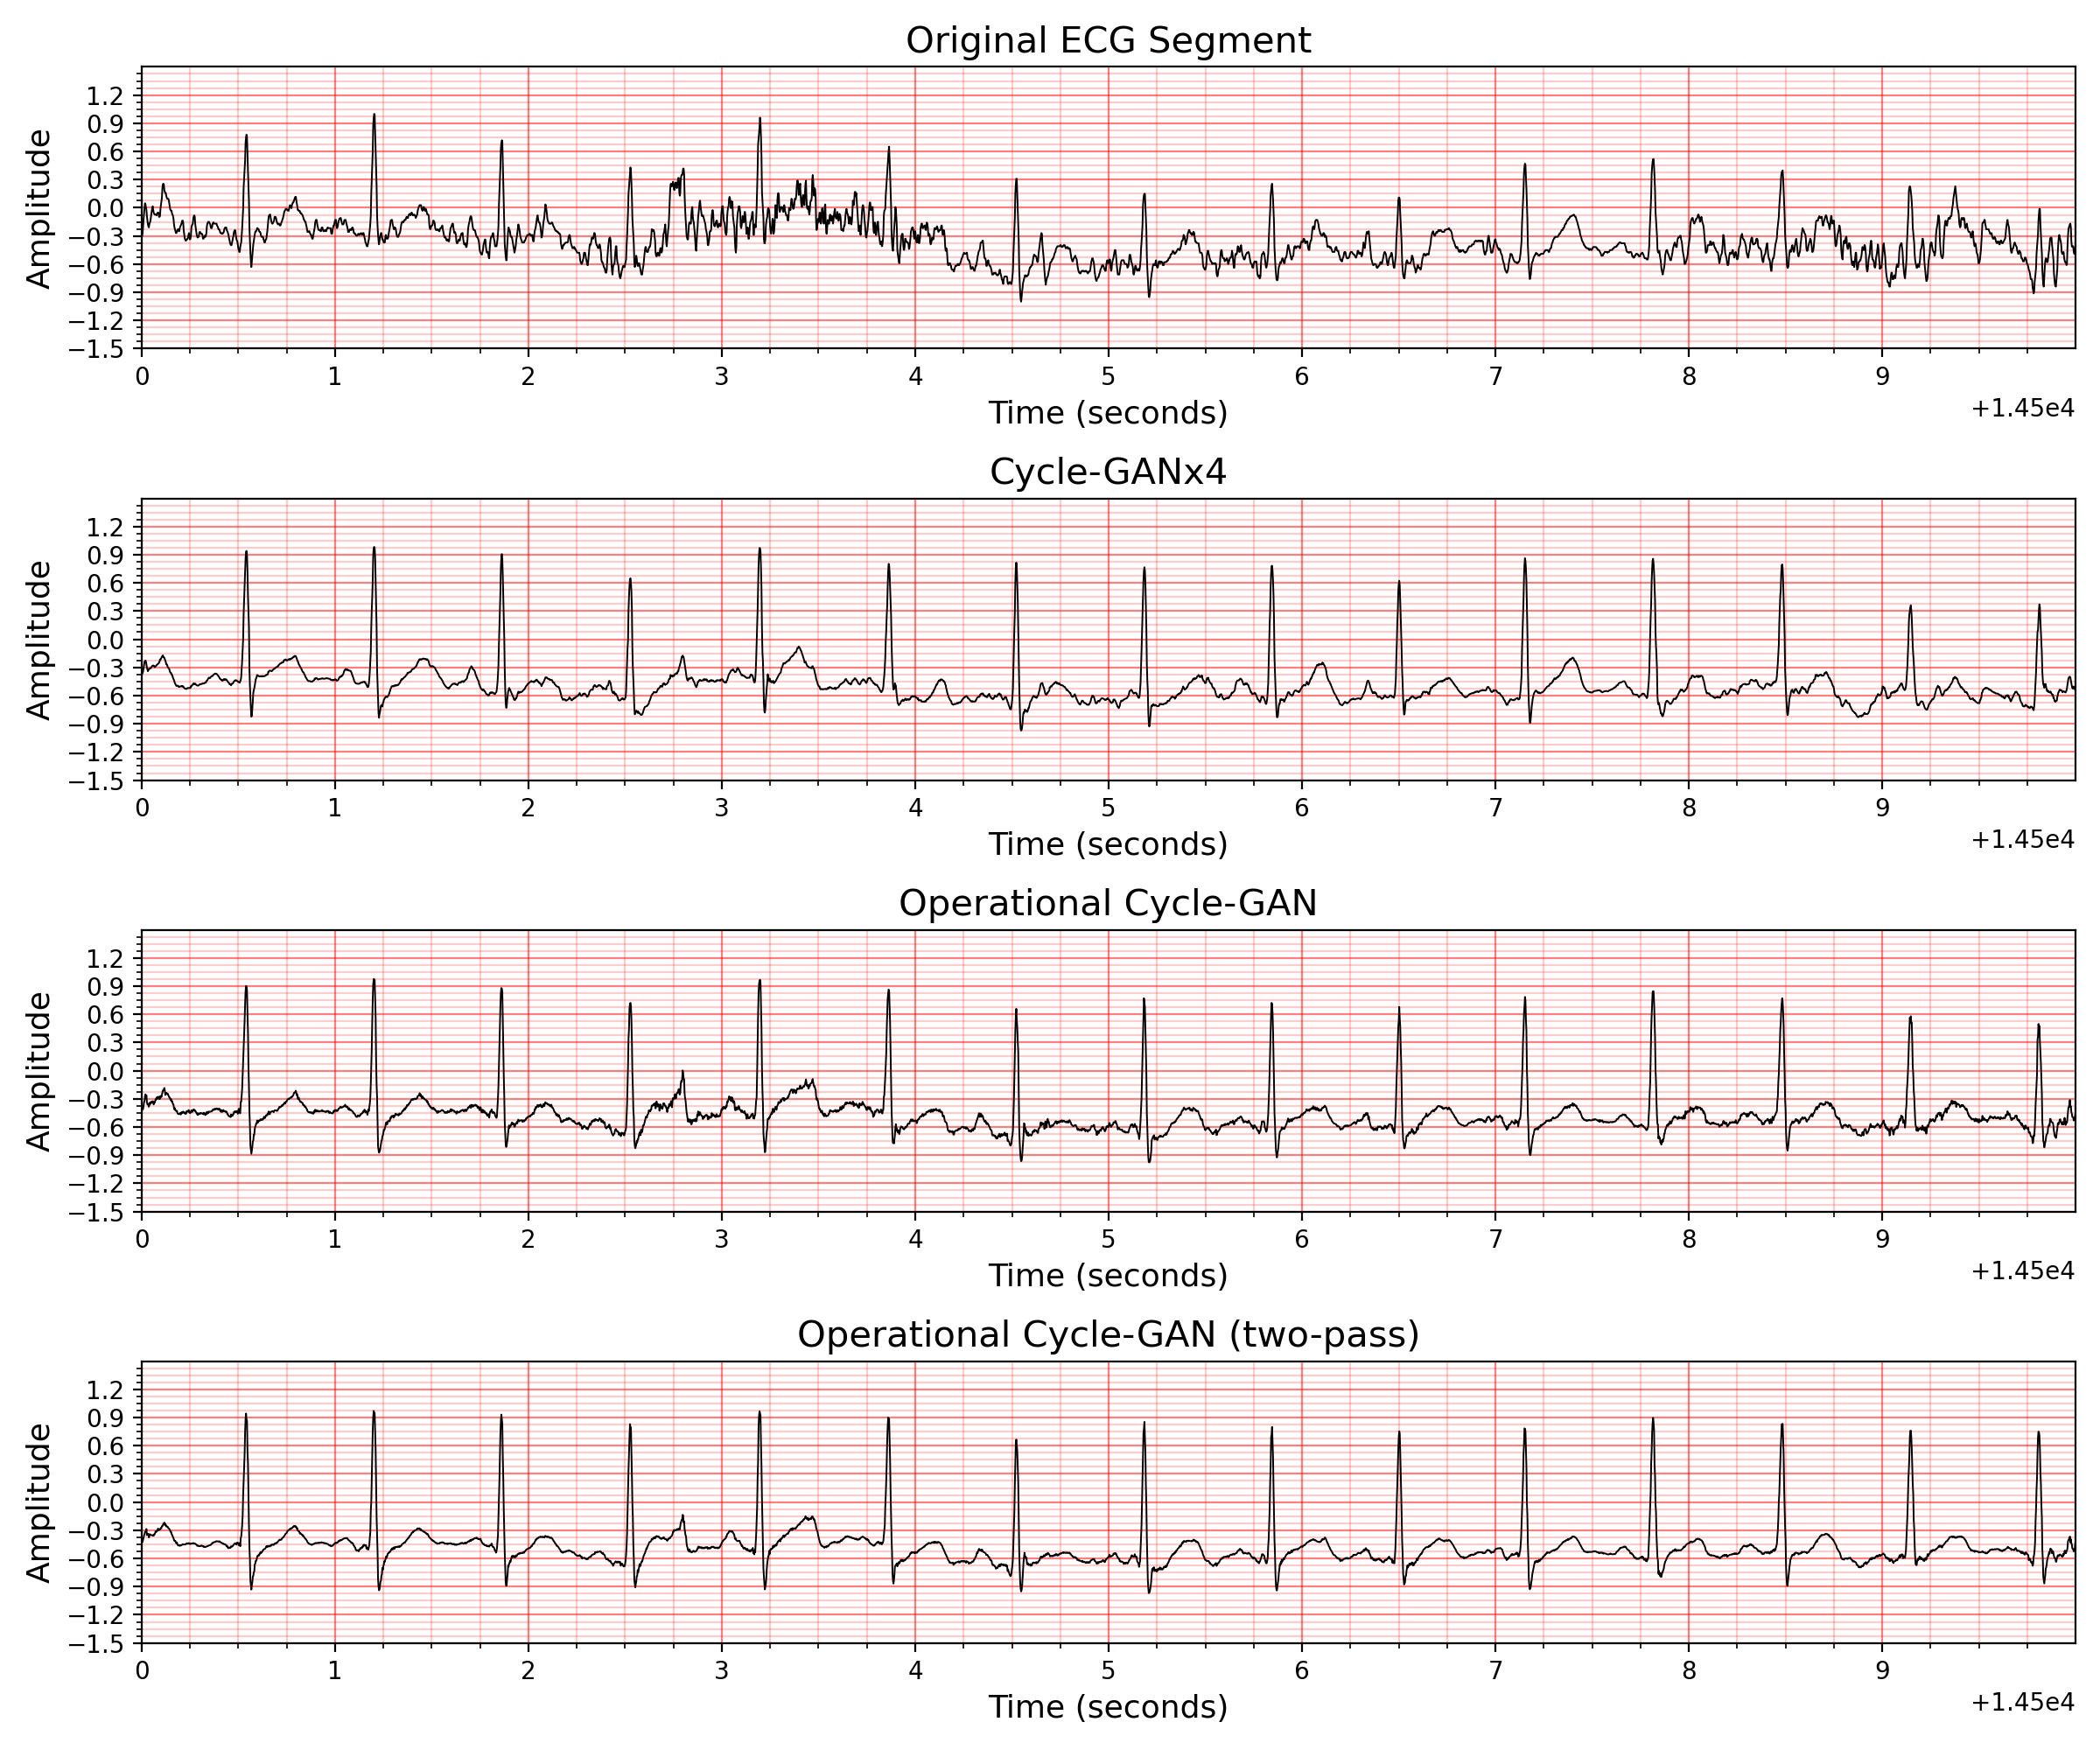 Original ECG Segment
Amplitude
1.2
0.9
0.6
0.3
0.0
−0.3
−0.6
−0.9
−1.2
−1.5
0 1 2 3 4 5 6 7 8 9
Time (seconds)
+1.45e4
Cycle-GANx4
Amplitude
1.2
0.9
0.6
0.3
0.0
−0.3
−0.6
−0.9
−1.2
−1.5
0 1 2 3 4 5 6 7 8 9
Time (seconds)
+1.45e4
Operational Cycle-GAN
Amplitude
1.2
0.9
0.6
0.3
0.0
−0.3
−0.6
−0.9
−1.2
−1.5
0 1 2 3 4 5 6 7 8 9
Time (seconds)
+1.45e4
Operational Cycle-GAN (two-pass)
Amplitude
1.2
0.9
0.6
0.3
0.0
−0.3
−0.6
−0.9
−1.2
−1.5
0 1 2 3 4 5 6 7 8 9
Time (seconds)
+1.45e4